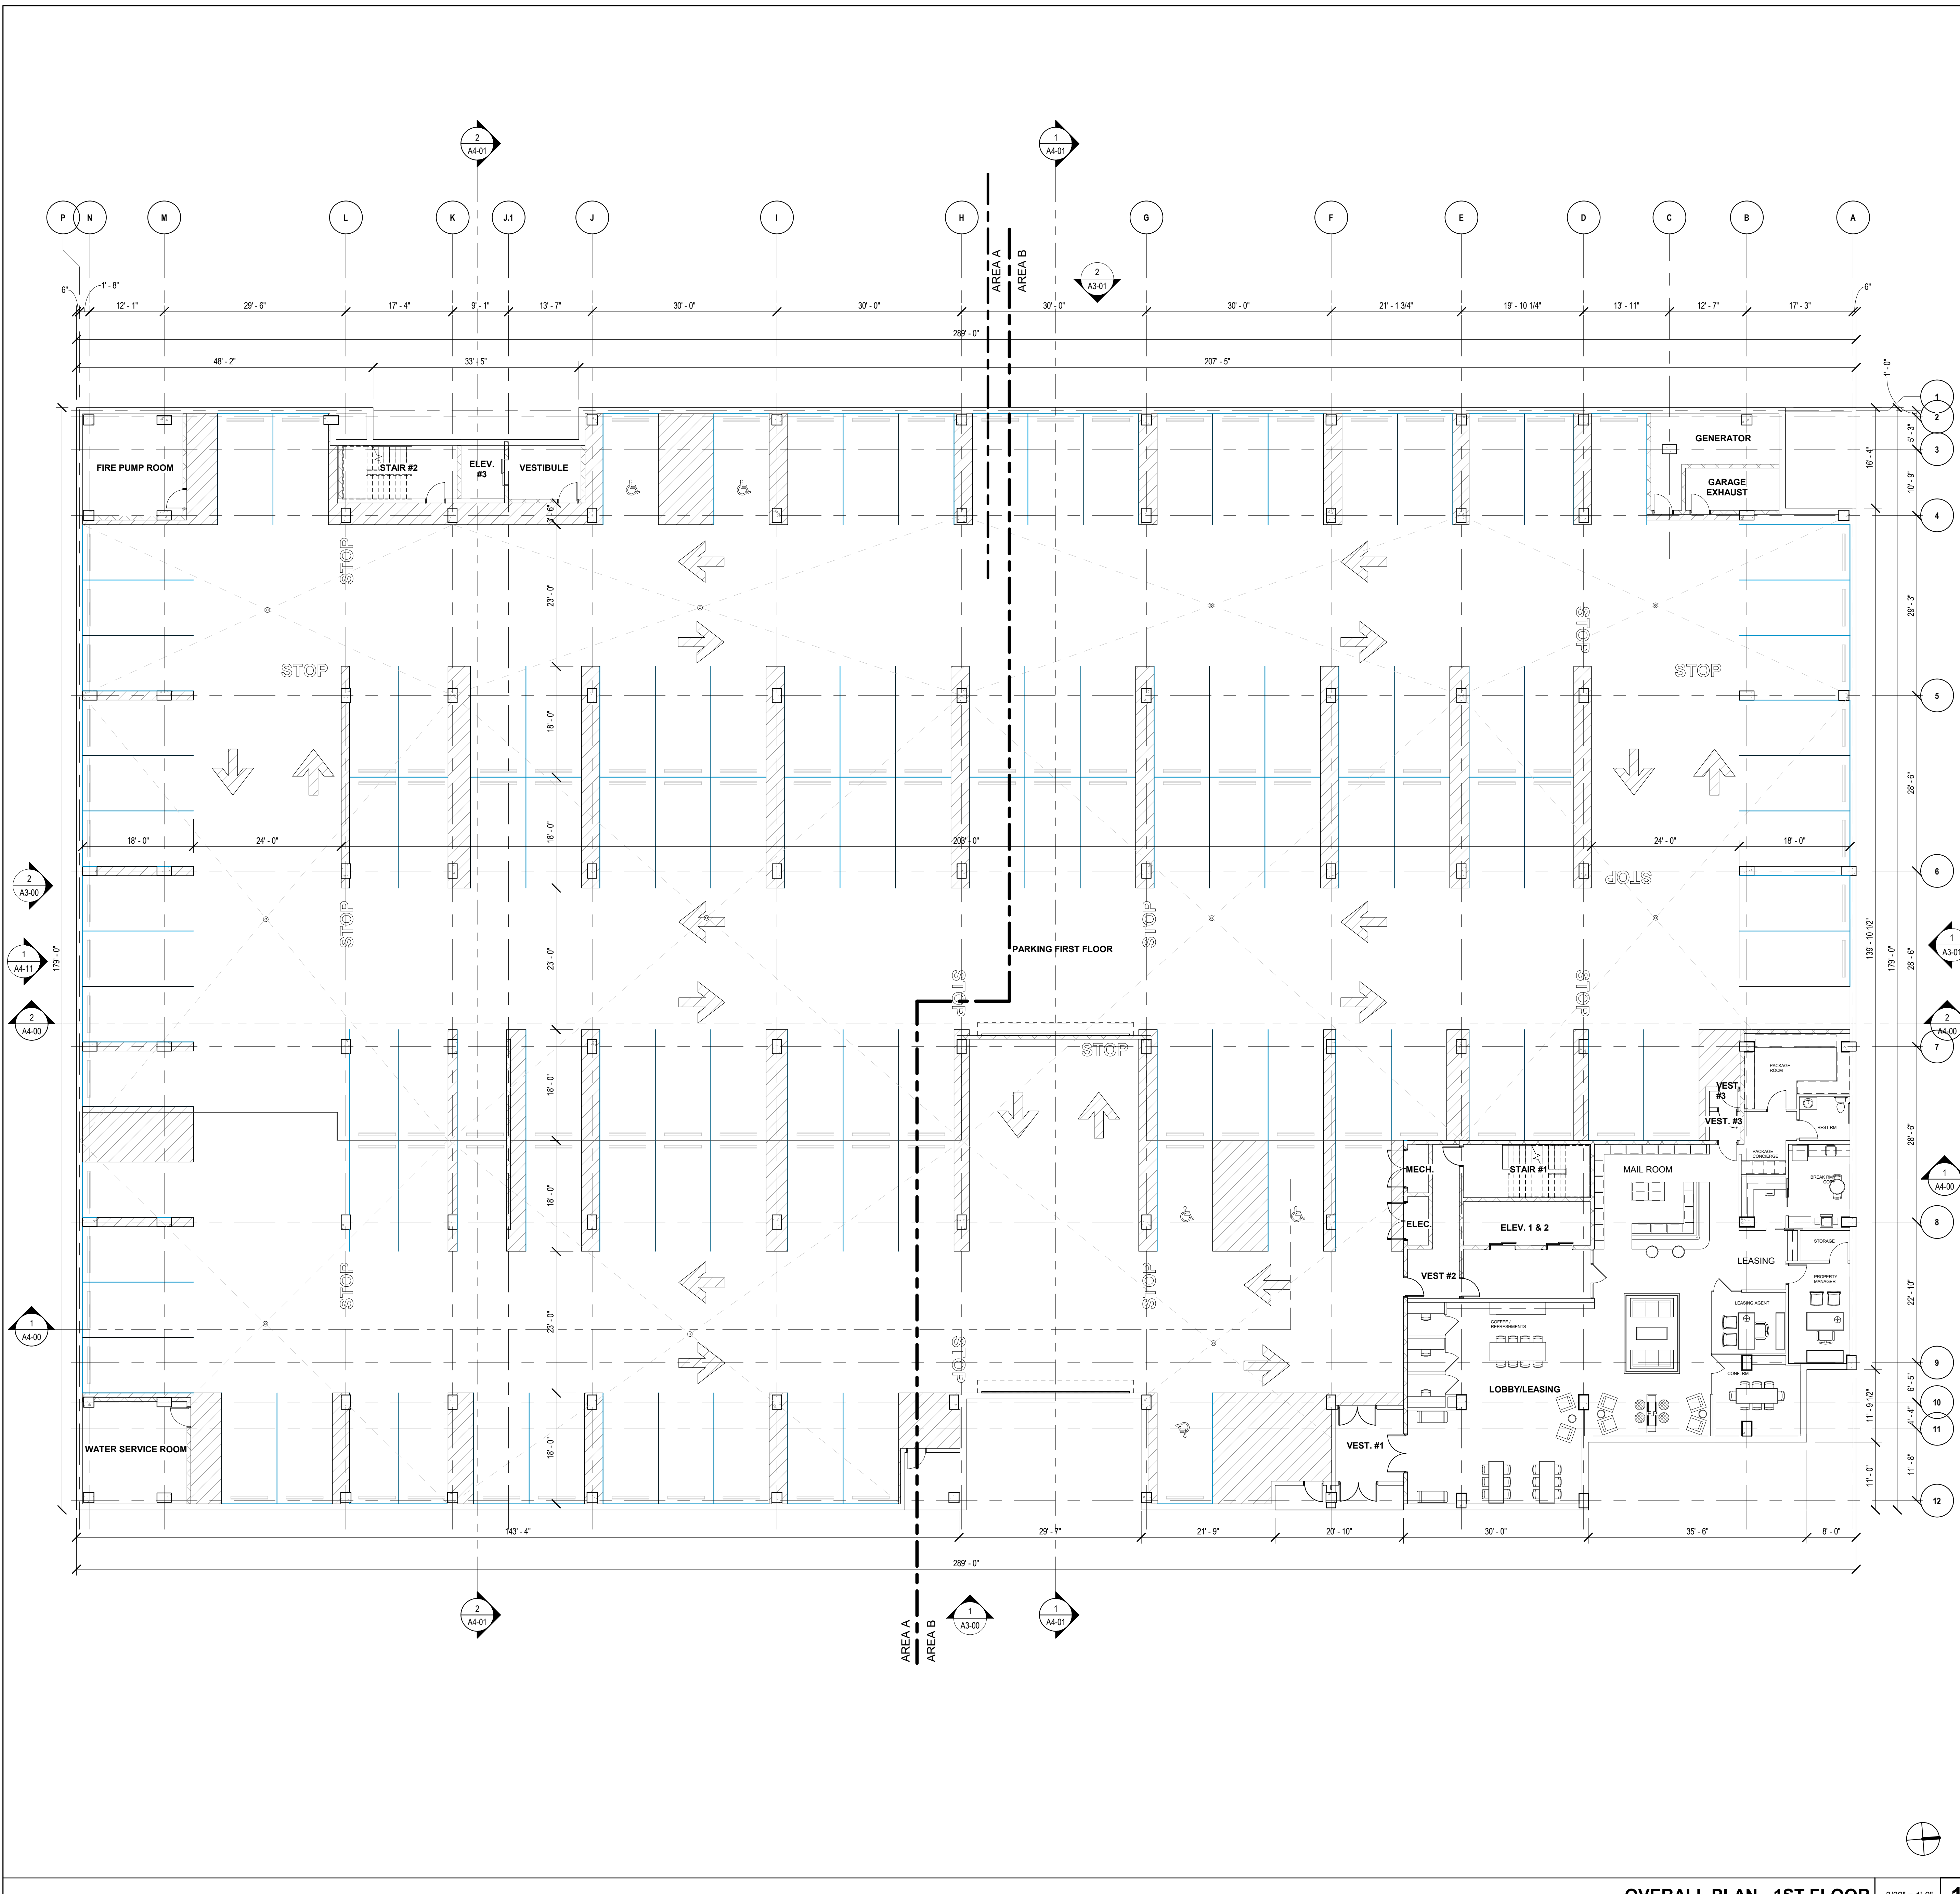 2
A4-01
1
A4-01
P
N
M
L
K
J.1
J
I
H
G
F
E
D
C
B
A
AREA A
AREA B
2
A3-01
6"
1' - 8"
12' - 1"
29' - 6"
17' - 4"
9' - 1"
13' - 7"
30' - 0"
30' - 0"
30' - 0"
30' - 0"
21' - 1 3/4"
19' - 10 1/4"
13' - 11"
12' - 7"
17' - 3"
6"
289' - 0"
48' - 2"
33' - 5"
207' - 5"
1' - 0"
1
2
5' - 3"
3
16' - 4"
10' - 9"
4
FIRE PUMP ROOM
STAIR #2
ELEV.
#3
VESTIBULE
GENERATOR
GARAGE
EXHAUST
3' - 6"
STOP
23' - 0"
STOP
29' - 3"
STOP
STOP
5
18' - 0"
28' - 6"
18' - 0"
18' - 0"
24' - 0"
203' - 0"
24' - 0"
18' - 0"
2
A3-00
STOP
6
STOP
STOP
1
A4-11
179' - 0"
23' - 0"
PARKING FIRST FLOOR
139' - 10 1/2"
179' - 0"
28' - 6"
1
A3-01
STOP
STOP
2
A4-00
2
A4-00
STOP
7
18' - 0"
PACKAGE
ROOM
VEST.
#3
VEST. #3
REST RM
28' - 6"
MECH.
STAIR #1
MAIL ROOM
PACKAGE
CONCIERGE
BREAK RM/
COPY
1
A4-00
18' - 0"
ELEC.
ELEV. 1 & 2
8
STORAGE
LEASING
VEST #2
PROPERTY
MANAGER
STOP
STOP
22' - 10"
LEASING AGENT
COFFEE /
REFRESHMENTS
1
A4-00
23' - 0"
STOP
9
CONF. RM
LOBBY/LEASING
6' - 5"
10
11' - 9 1/2"
4' - 4"
11
WATER SERVICE ROOM
18' - 0"
VEST. #1
11' - 0"
11' - 8"
12
143' - 4"
29' - 7"
21' - 9"
20' - 10"
30' - 0"
35' - 6"
8' - 0"
289' - 0"
2
A4-01
AREA A
AREA B
1
A3-00
1
A4-01